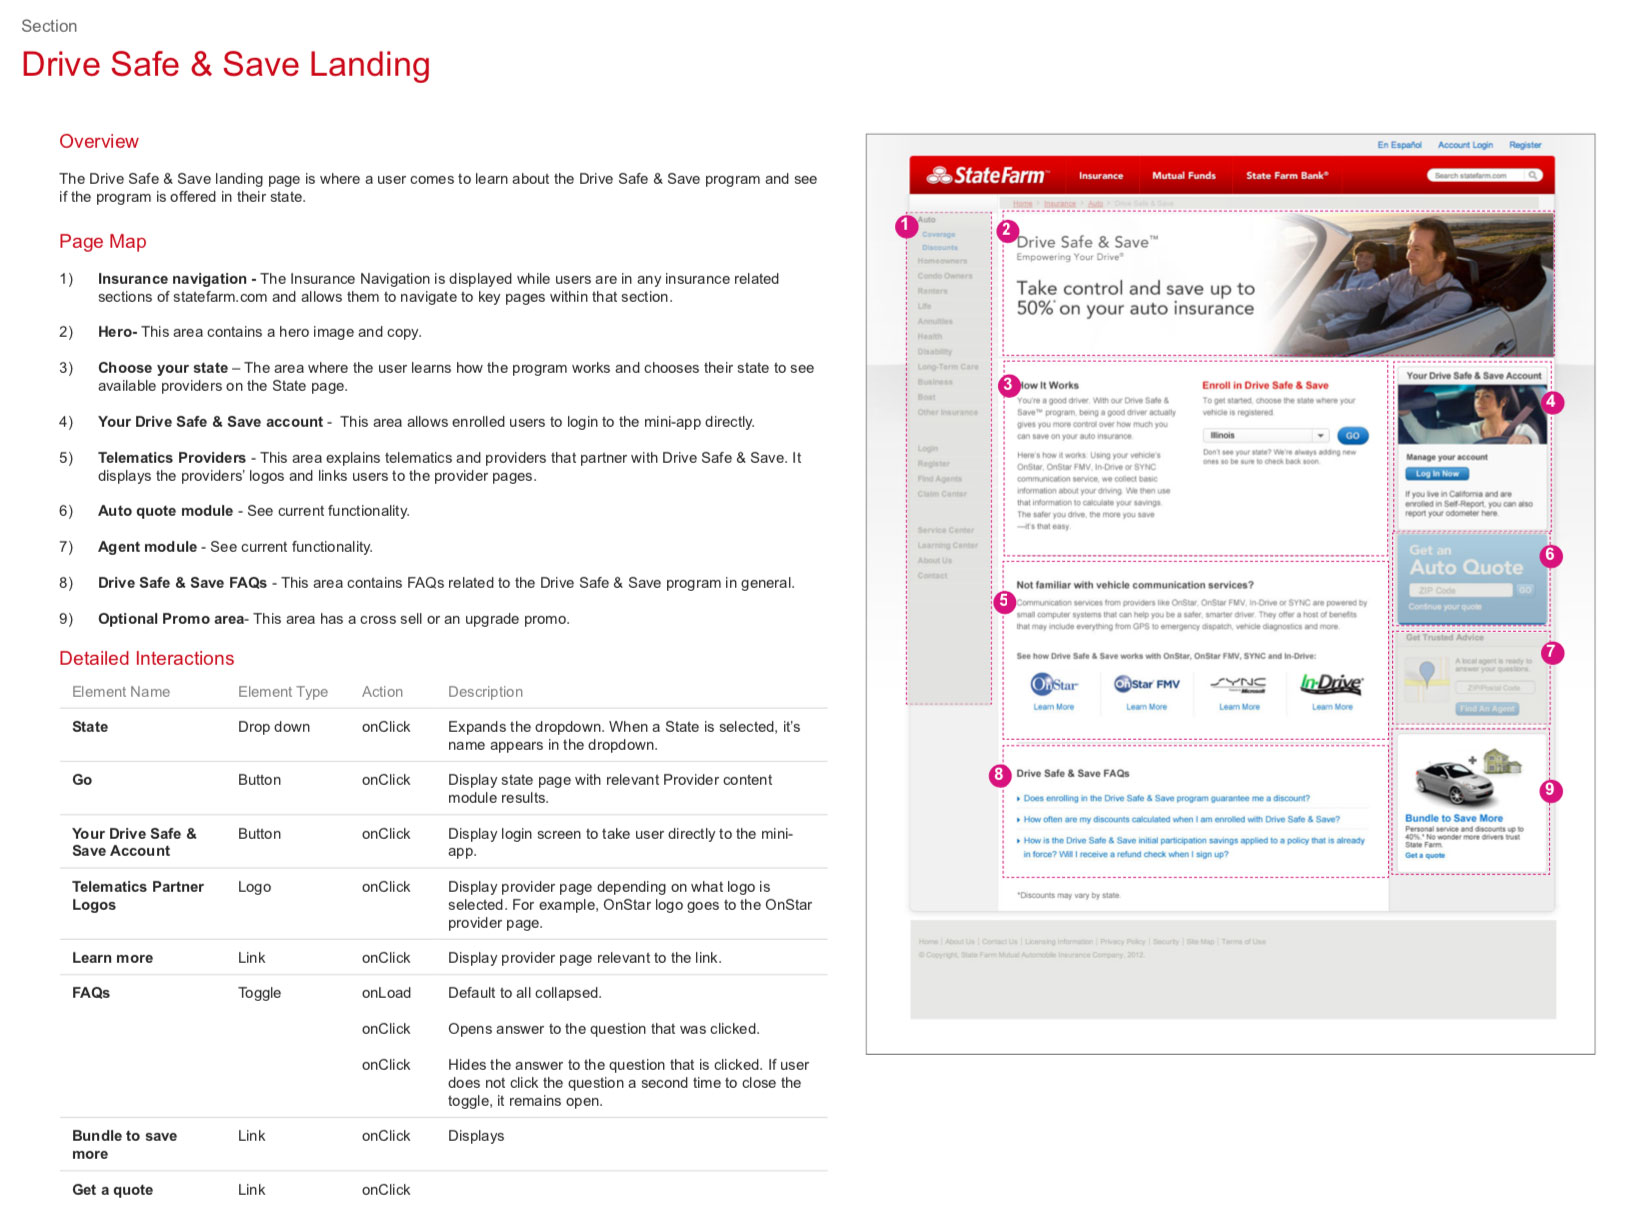 Section
Drive Safe & Save Landing
Overview
The Drive Safe & Save landing page is where a user comes to learn about the Drive Safe & Save program and see
if the program is offered in their state.
Page Map
1) Insurance navigation - The Insurance Navigation is displayed while users are in any insurance related
sections of statefarm.com and allows them to navigate to key pages within that section.
2) Hero- This area contains a hero image and copy.
3) Choose your state – The area where the user learns how the program works and chooses their state to see
available providers on the State page.
4) Your Drive Safe & Save account - This area allows enrolled users to login to the mini-app directly.
5) Telematics Providers - This area explains telematics and providers that partner with Drive Safe & Save. It
displays the providers' logos and links users to the provider pages.
6) Auto quote module - See current functionality.
7) Agent module - See current functionality.
8) Drive Safe & Save FAQs - This area contains FAQs related to the Drive Safe & Save program in general.
9) Optional Promo area- This area has a cross sell or an upgrade promo.
Detailed Interactions
Element Name Element Type Action Description
State Drop down onClick Expands the dropdown. When a State is selected, it's
name appears in the dropdown.
Go Button onClick Display state page with relevant Provider content
module results.
Your Drive Safe & Button onClick Display login screen to take user directly to the mini-
Save Account app.
Telematics Partner Logo onClick Display provider page depending on what logo is
Logos selected. For example, OnStar logo goes to the OnStar
provider page.
Learn more Link onClick Display provider page relevant to the link.
FAQs Toggle onLoad Default to all collapsed.
onClick Opens answer to the question that was clicked.
onClick Hides the answer to the question that is clicked. If user
does not click the question a second time to close the
toggle, it remains open.
Bundle to save Link onClick Displays
more
Get a quote Link onClick
En Español Account Login Register
State Farm™ Insurance Mutual Funds State Farm Bank® Search statefarm.com
Home > Insurance > Auto > Drive Safe & Save
1
Auto
Coverage
Discounts
Homeowners
Condo Owners
Renters
Life
Annuities
Health
Disability
Long-Term Care
Business
Boat
Other Insurance
Login
Register
Find Agents
Claim Center
Service Center
Learning Center
About Us
Contact
2
Drive Safe & Save™
Empowering Your Drive®
Take control and save up to
50%* on your auto insurance
3
How It Works
You're a good driver. With our Drive Safe &
Save™ program, being a good driver actually
gives you more control over how much you
can save on your auto insurance.
Here's how it works: Using your vehicle's
OnStar, OnStar FMV, In-Drive or SYNC
communication service, we collect basic
information about your driving. We then use
that information to calculate your savings.
The safer you drive, the more you save
—it's that easy.
Enroll in Drive Safe & Save
To get started, choose the state where your
vehicle is registered.
Illinois GO
Don't see your state? We're always adding new
ones so be sure to check back soon.
Your Drive Safe & Save Account
4
Manage your account
Log In Now
If you live in California and are
enrolled in Self-Report, you can also
report your odometer here.
5
Not familiar with vehicle communication services?
Communication services from providers like OnStar, OnStar FMV, In-Drive or SYNC are powered by
small computer systems that can help you be a safer, smarter driver. They offer a host of benefits
that may include everything from GPS to emergency dispatch, vehicle diagnostics and more.
See how Drive Safe & Save works with OnStar, OnStar FMV, SYNC and In-Drive:
OnStar OnStar FMV SYNC In-Drive
Learn More Learn More Learn More Learn More
6
Get an
Auto Quote
ZIP Code GO
Continue your quote
7
Get Trusted Advice
A local agent is ready to
answer your questions.
ZIP/Postal Code
Find An Agent
8
Drive Safe & Save FAQs
Does enrolling in the Drive Safe & Save program guarantee me a discount?
How often are my discounts calculated when I am enrolled with Drive Safe & Save?
How is the Drive Safe & Save initial participation savings applied to a policy that is already
in force? Will I receive a refund check when I sign up?
9
Bundle to Save More
Personal service and discounts up to
40%.* No wonder more drivers trust
State Farm.
Get a quote
*Discounts may vary by state.
Home | About Us | Contact Us | Licensing Information | Privacy Policy | Security | Site Map | Terms of Use
© Copyright, State Farm Mutual Automobile Insurance Company, 2012.